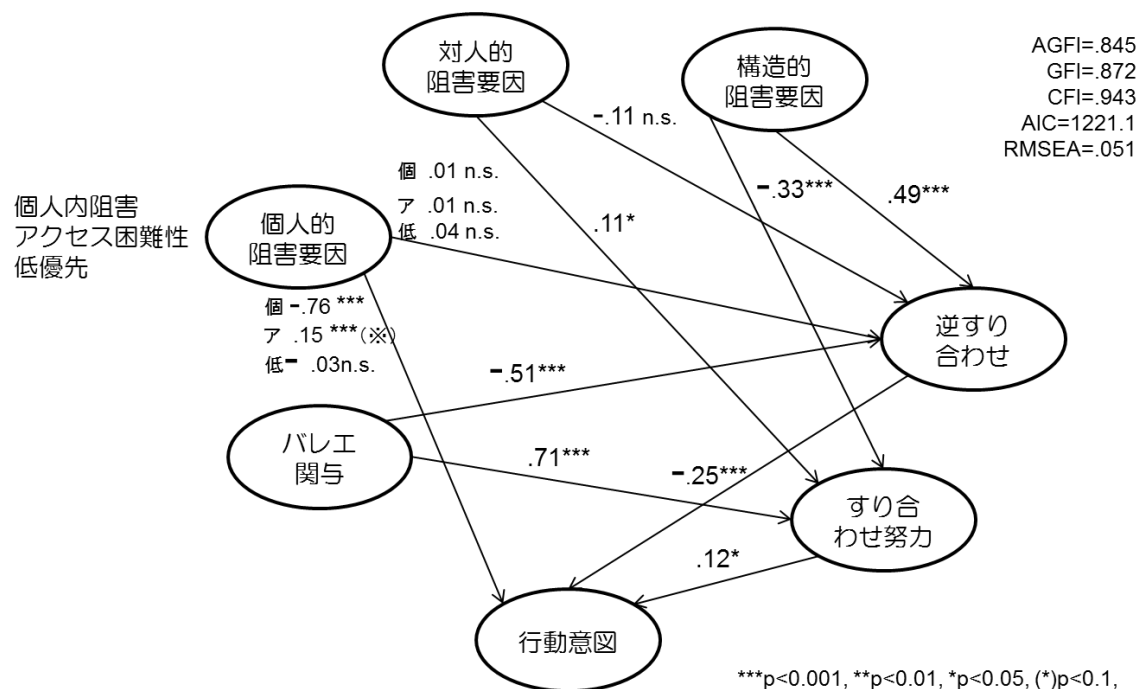 対人的
阻害要因
構造的
阻害要因
AGFI=.845
GFI=.872
CFI=.943
AIC=1221.1
RMSEA=.051
-.11 n.s.
個 .01 n.s.
ア .01 n.s.
低 .04 n.s.
-.33***
.49***
.11*
個人内阻害
アクセス困難性
低優先
個人的
阻害要因
個 -.76 ***
ア .15 ***(※)
低- .03n.s.
逆すり
合わせ
-.51***
バレエ
関与
.71***
-.25***
すり合
わせ努力
.12*
行動意図
***p<0.001, **p<0.01, *p<0.05, (*)p<0.1,